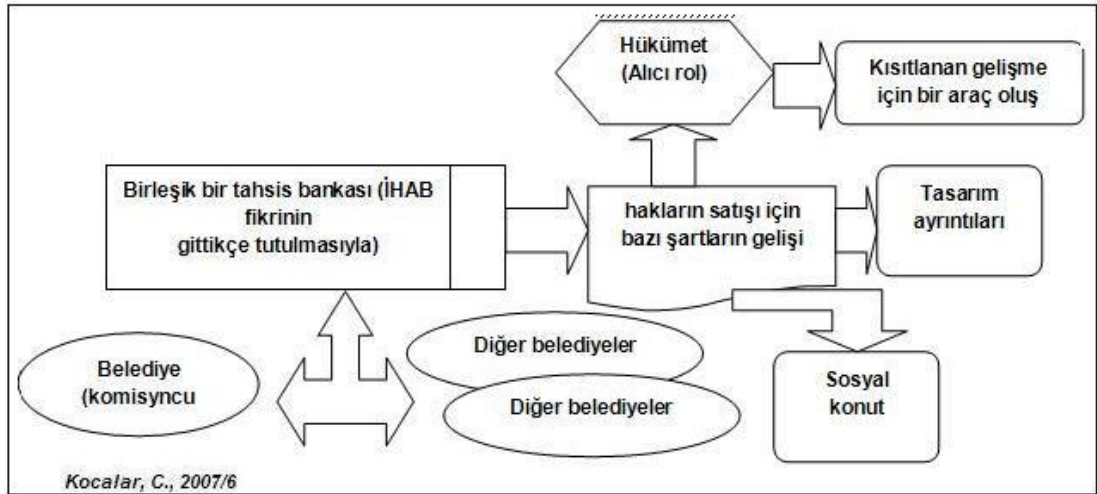 Hükümet
(Alıcı rol)
Kısıtlanan gelişme
için bir araç oluş
Birleşik bir tahsis bankası (İHAB
fikrinin
gittikçe tutulmasıyla)
hakların satışı için
bazı şartların gelişi
Tasarım
ayrıntıları
Belediye
(komisyncu
Diğer belediyeler
Diğer belediyeler
Sosyal
konut
Kocalar, C., 2007/6